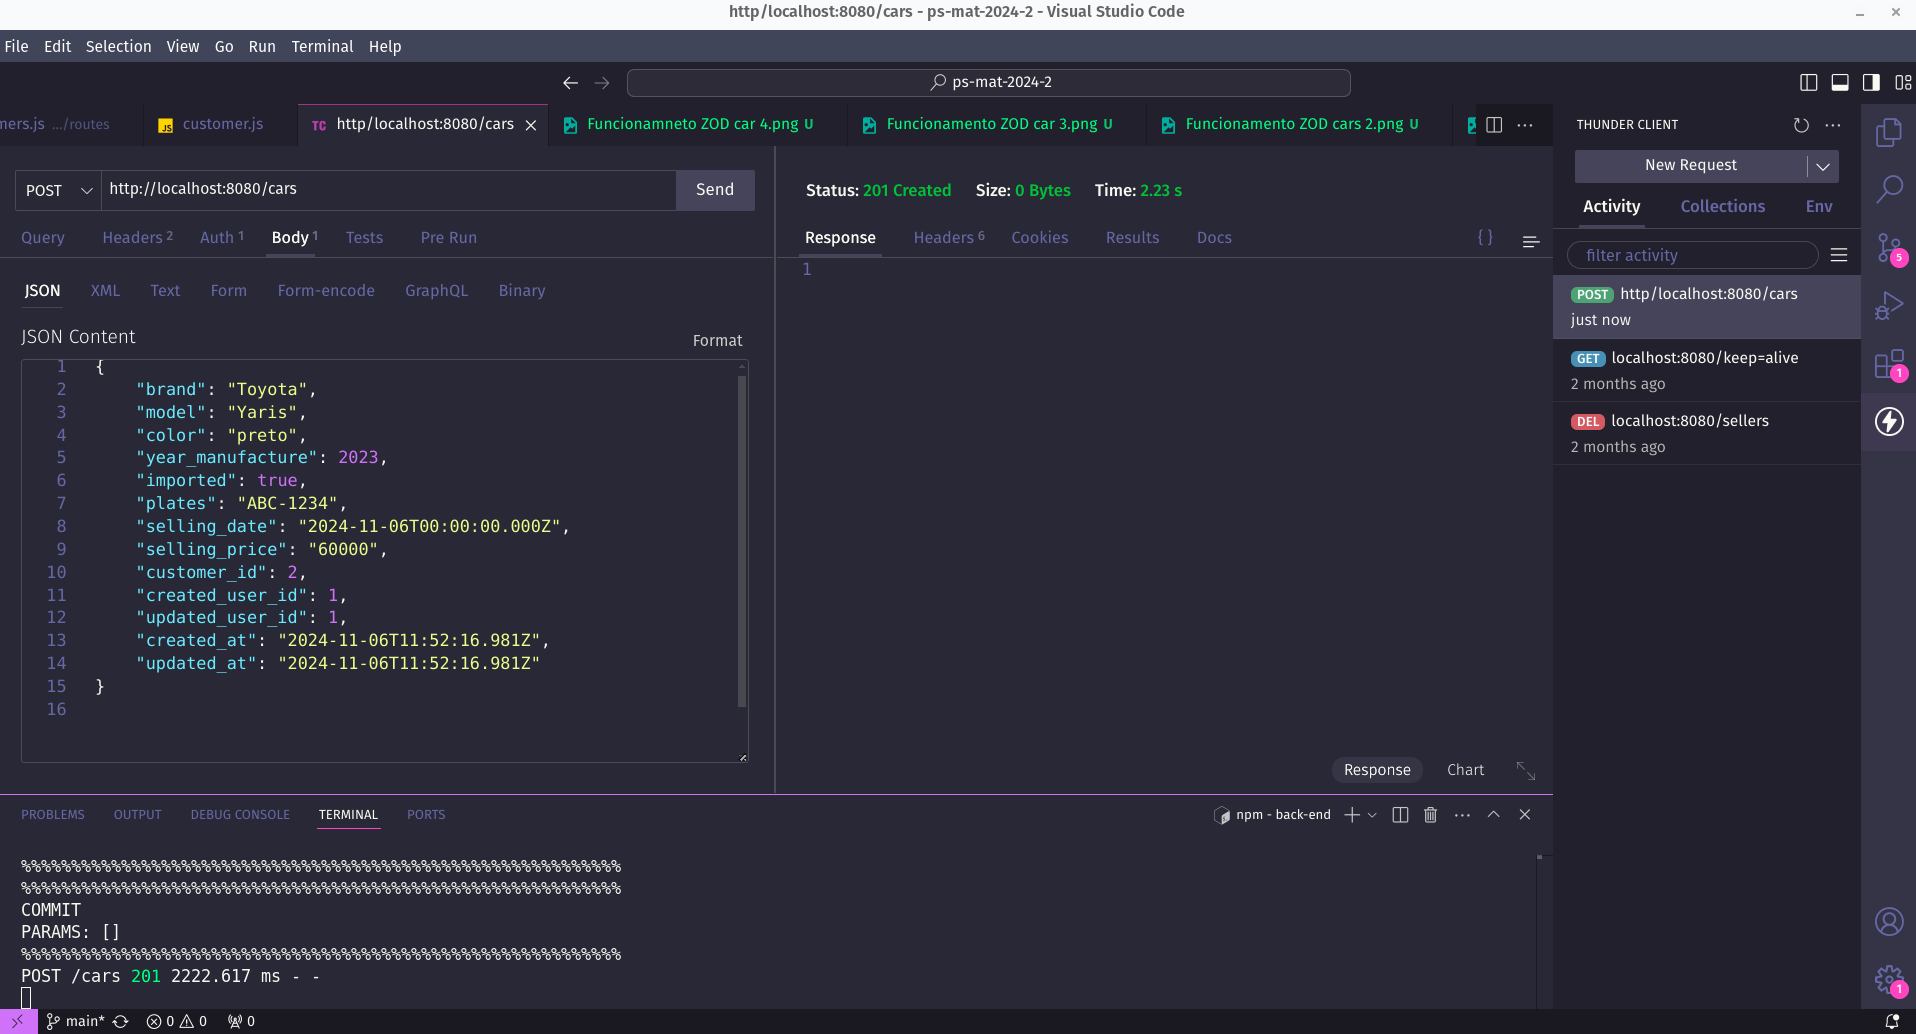 http/localhost:8080/cars - ps-mat-2024-2 - Visual Studio Code
File Edit Selection View Go Run Terminal Help
ps-mat-2024-2
mers.js .../routes
JS customer.js
TC http/localhost:8080/cars
Funcionamneto ZOD car 4.png U
Funcionamento ZOD car 3.png U
Funcionamento ZOD cars 2.png U
POST http://localhost:8080/cars Send
Query Headers 2 Auth 1 Body 1 Tests Pre Run
JSON XML Text Form Form-encode GraphQL Binary
JSON Content
Format
1 {
2 "brand": "Toyota",
3 "model": "Yaris",
4 "color": "preto",
5 "year_manufacture": 2023,
6 "imported": true,
7 "plates": "ABC-1234",
8 "selling_date": "2024-11-06T00:00:00.000Z",
9 "selling_price": "60000",
10 "customer_id": 2,
11 "created_user_id": 1,
12 "updated_user_id": 1,
13 "created_at": "2024-11-06T11:52:16.981Z",
14 "updated_at": "2024-11-06T11:52:16.981Z"
15 }
16
Status: 201 Created Size: 0 Bytes Time: 2.23 s
Response Headers 6 Cookies Results Docs { }
1
Response Chart
THUNDER CLIENT
New Request
Activity Collections Env
filter activity
POST http/localhost:8080/cars
just now
GET localhost:8080/keep=alive
2 months ago
DEL localhost:8080/sellers
2 months ago
5
1
1
PROBLEMS OUTPUT DEBUG CONSOLE TERMINAL PORTS
npm - back-end
%%%%%%%%%%%%%%%%%%%%%%%%%%%%%%%%%%%%%%%%%%%%%%%%%%%%%%%%%%%%
%%%%%%%%%%%%%%%%%%%%%%%%%%%%%%%%%%%%%%%%%%%%%%%%%%%%%%%%%%%%
COMMIT
PARAMS: []
%%%%%%%%%%%%%%%%%%%%%%%%%%%%%%%%%%%%%%%%%%%%%%%%%%%%%%%%%%%%
POST /cars 201 2222.617 ms - -
main* 0 0 0